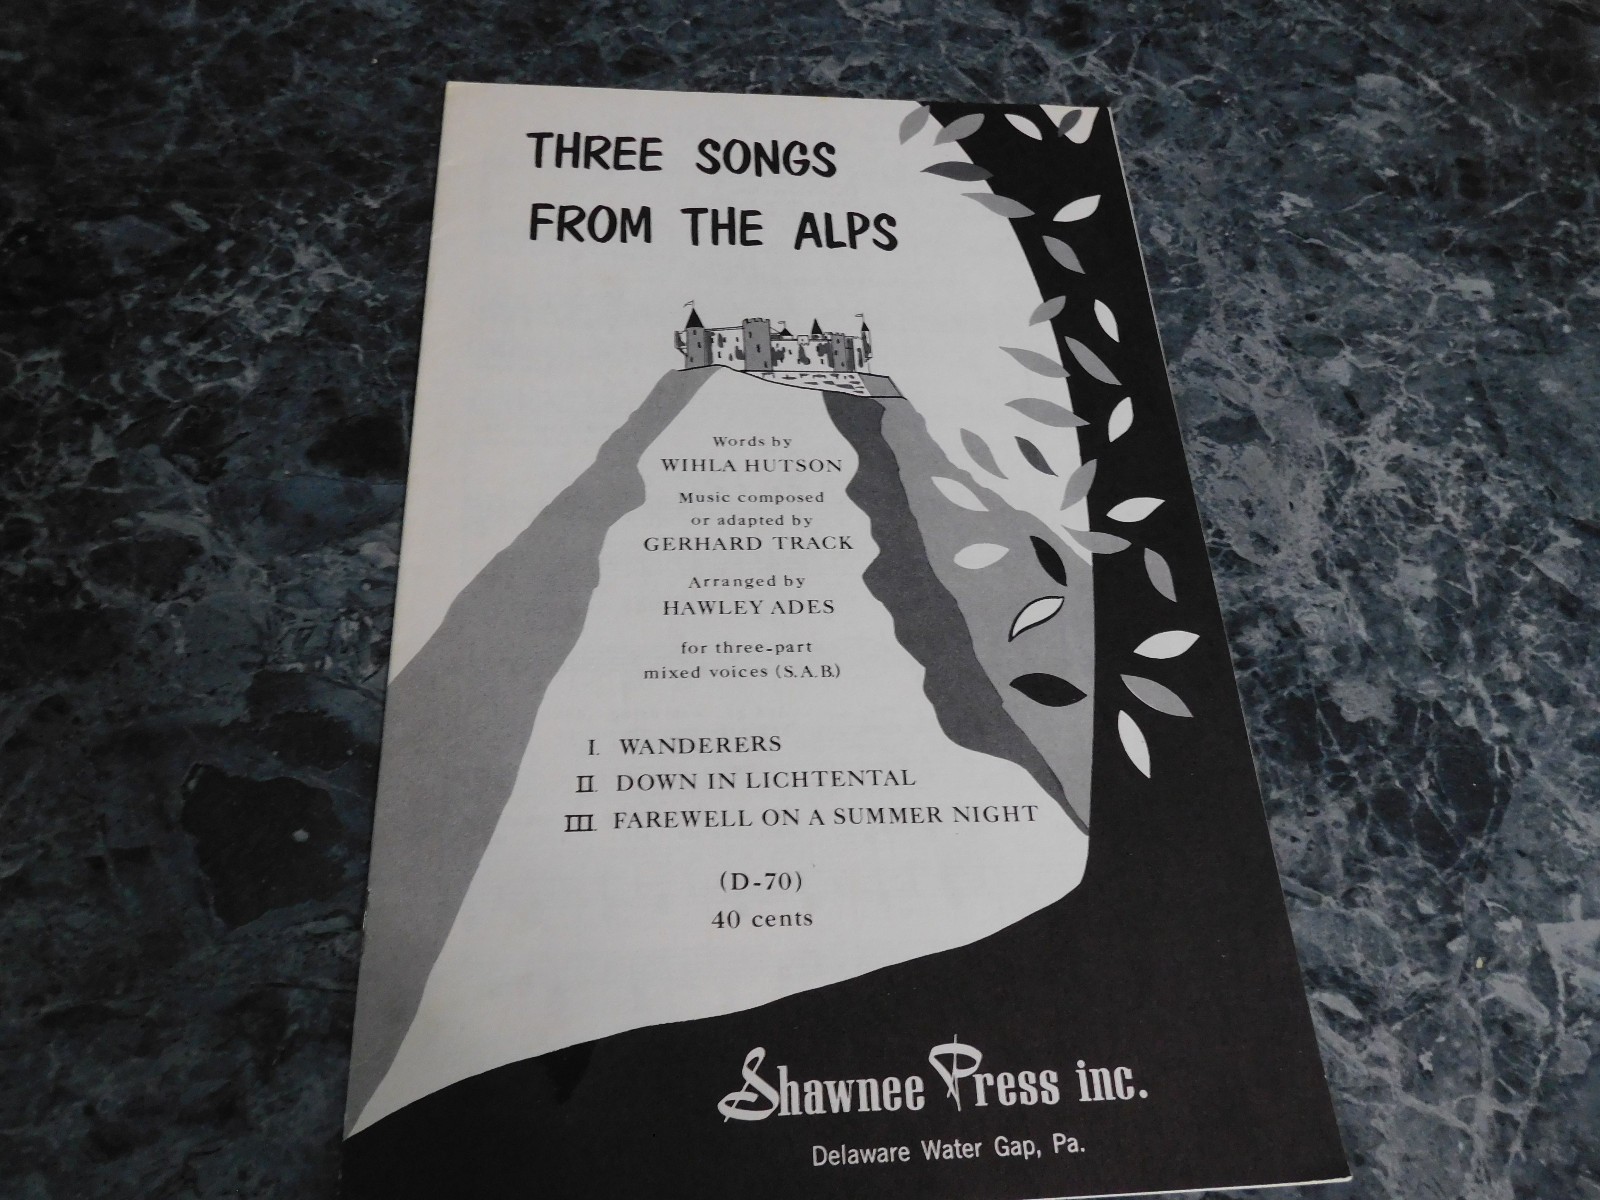 THREE SONGS
FROM THE ALPS
Words by
WIHLA HUTSON
Music composed
or adapted by
GERHARD TRACK
Arranged by
HAWLEY ADES
for three-part
mixed voices (S.A.B.)
I. WANDERERS
II. DOWN IN LICHTENTAL
III. FAREWELL ON A SUMMER NIGHT
(D-70)
40 cents
Shawnee Press inc.
Delaware Water Gap, Pa.